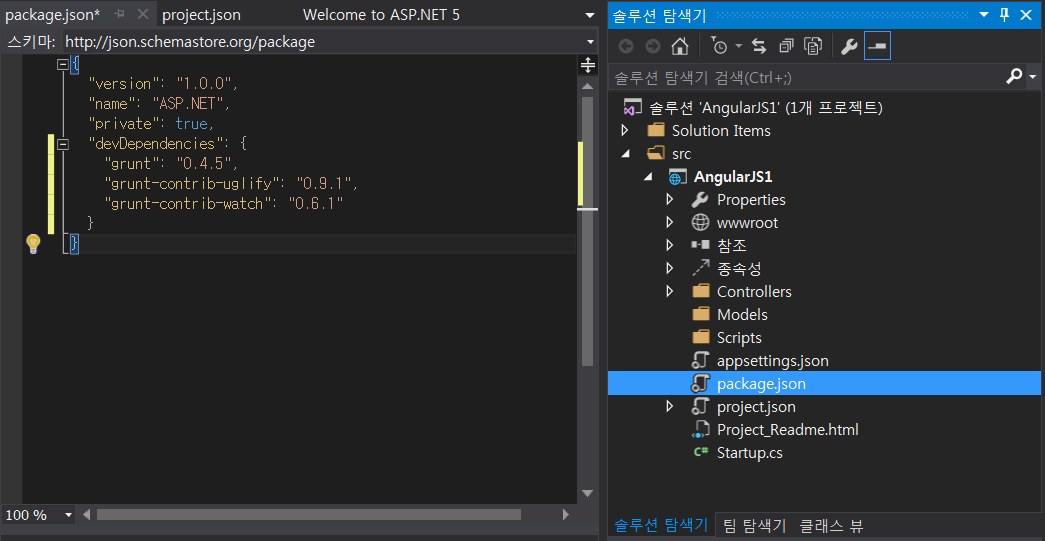 package.json*
project.json
Welcome to ASP.NET 5
스키마: http://json.schemastore.org/package
{
"version": "1.0.0",
"name": "ASP.NET",
"private": true,
"devDependencies": {
"grunt": "0.4.5",
"grunt-contrib-uglify": "0.9.1",
"grunt-contrib-watch": "0.6.1"
}
}
100 %
솔루션 탐색기
솔루션 탐색기 검색(Ctrl+;)
솔루션 'AngularJS1' (1개 프로젝트)
Solution Items
src
AngularJS1
Properties
wwwroot
참조
종속성
Controllers
Models
Scripts
appsettings.json
package.json
project.json
Project_Readme.html
C# Startup.cs
솔루션 탐색기 팀 탐색기 클래스 뷰